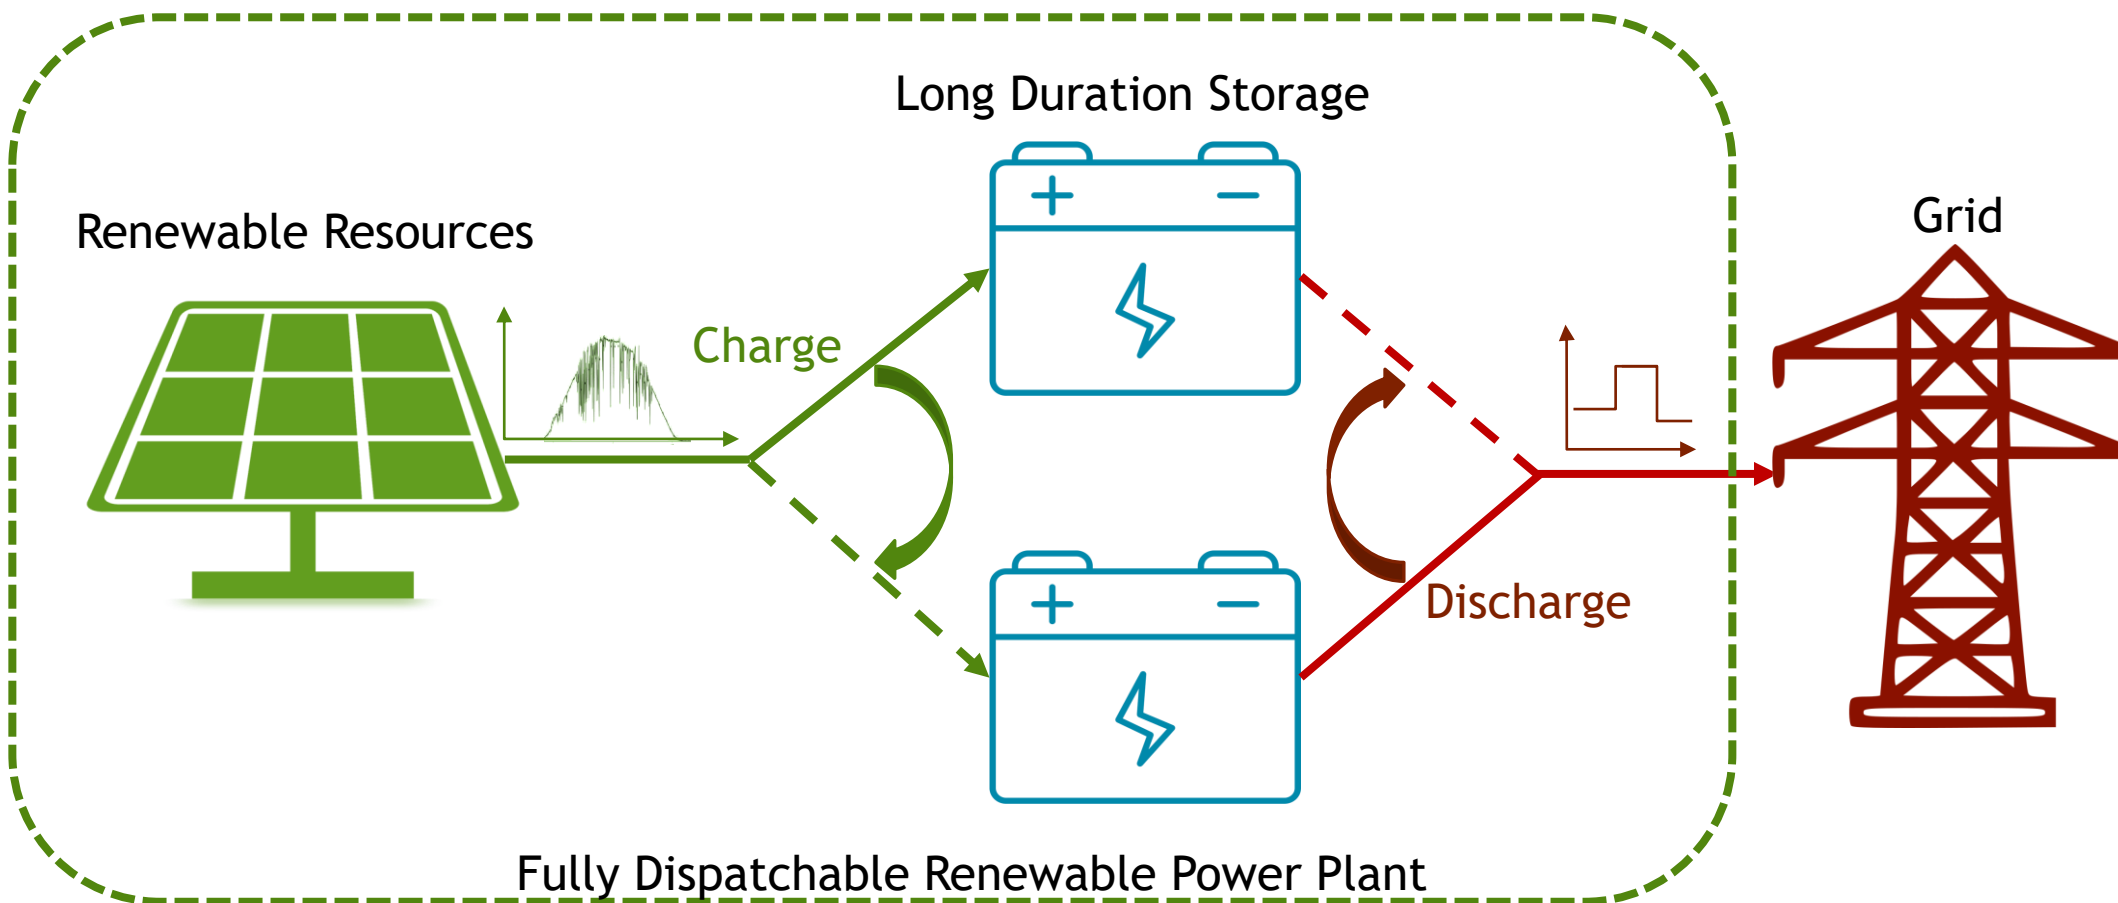 Long Duration Storage
Renewable Resources
Grid
Charge
Discharge
Fully Dispatchable Renewable Power Plant